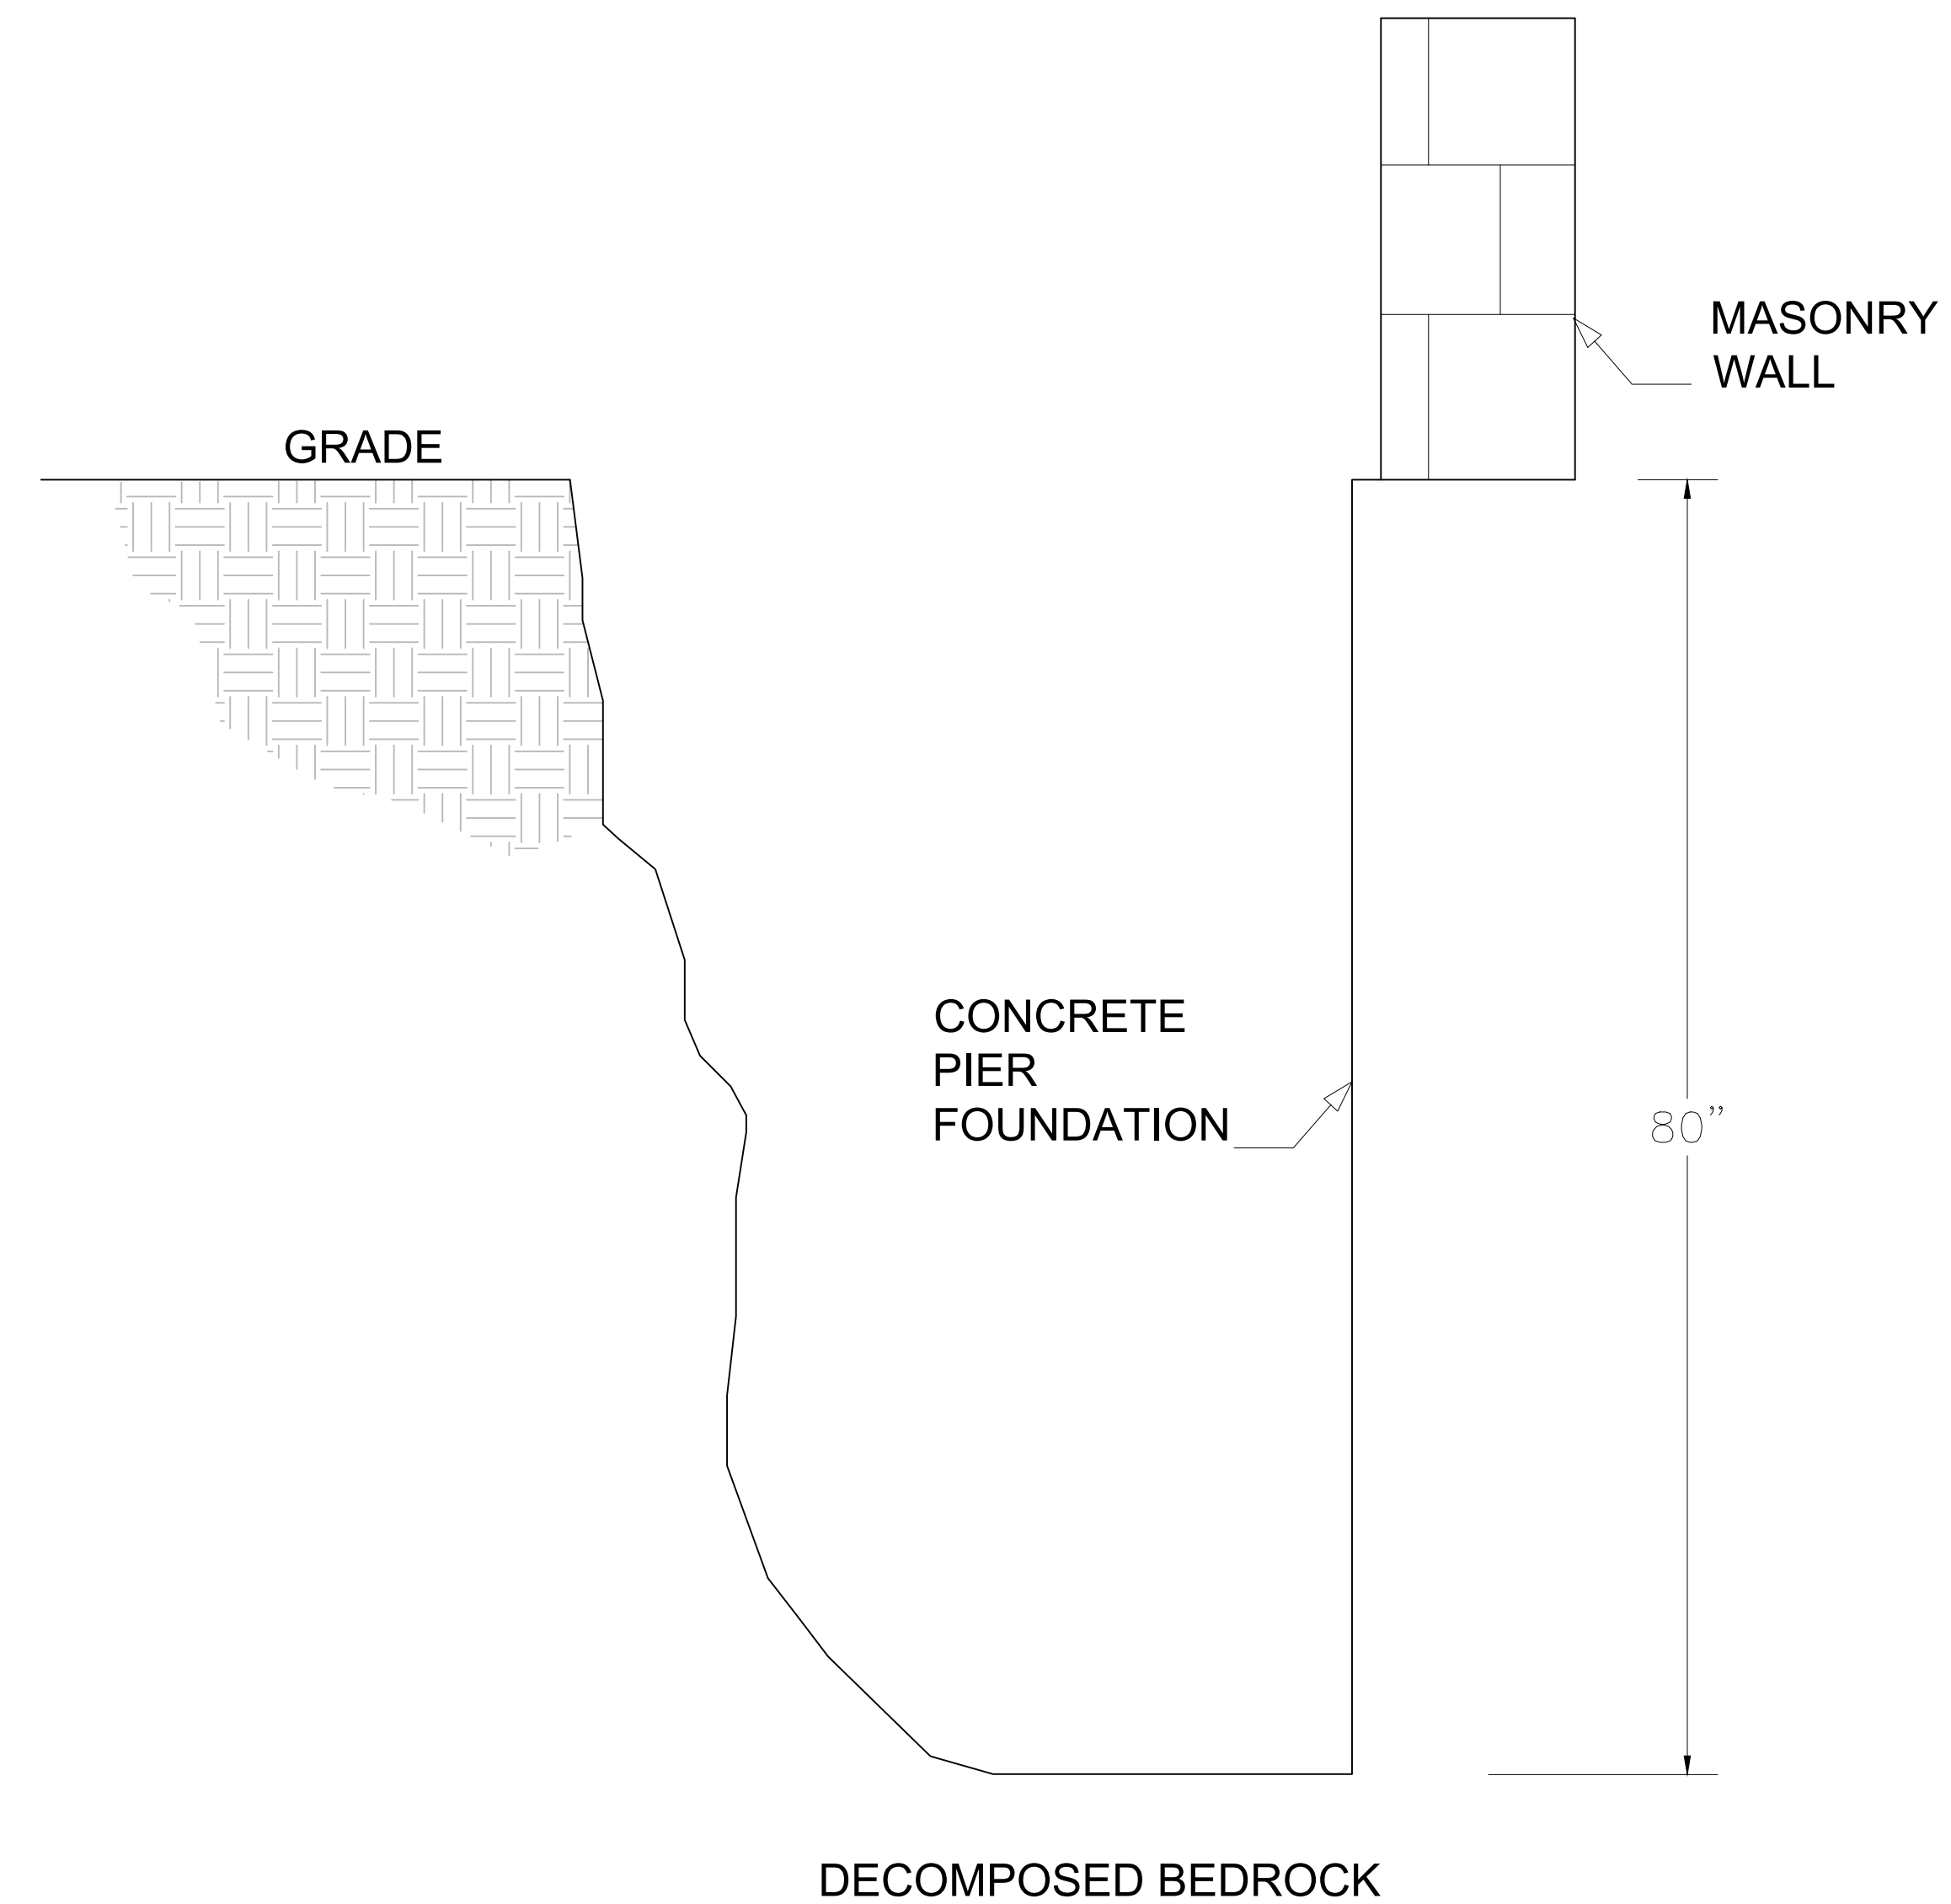 MASONRY
WALL
GRADE
CONCRETE
PIER
FOUNDATION
80"
DECOMPOSED BEDROCK